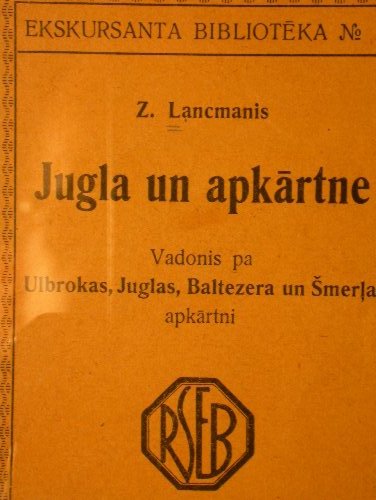 EKSKURSANTA BIBLIOTĒKA №
Z. Lancmanis
Jugla un apkārtne
Vadonis pa
Ulbrokas, Juglas, Baltezera un Šmerļa
apkārtni
RSEB